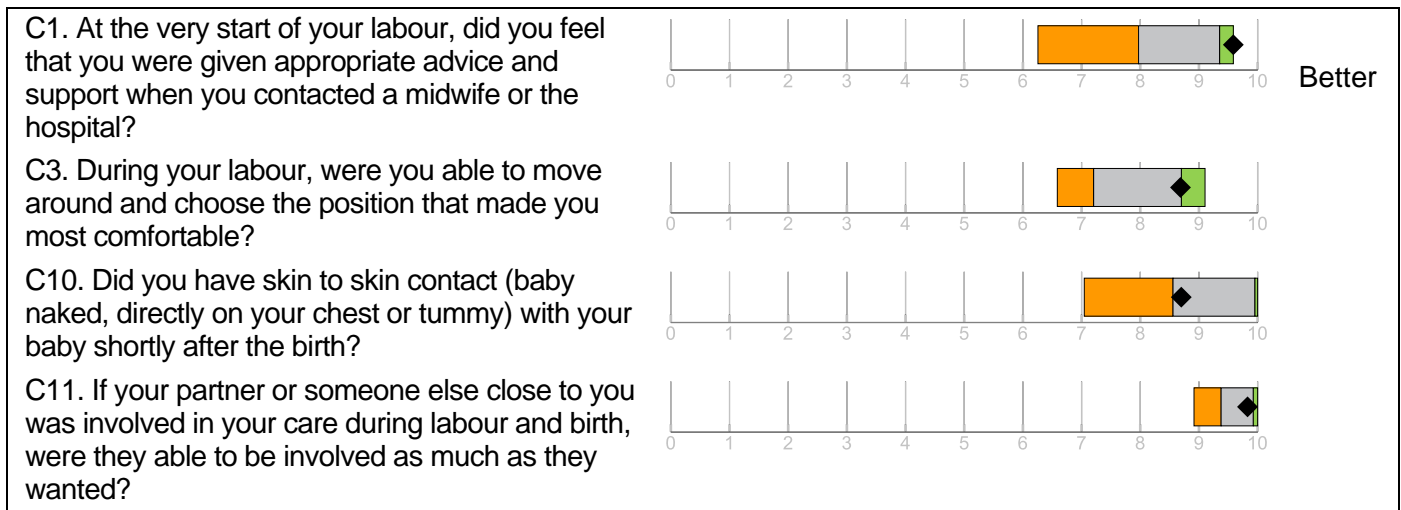 C1. At the very start of your labour, did you feel
that you were given appropriate advice and
support when you contacted a midwife or the
hospital?
0 1 2 3 4 5 6 7 8 9 10
Better
C3. During your labour, were you able to move
around and choose the position that made you
most comfortable?
0 1 2 3 4 5 6 7 8 9 10
C10. Did you have skin to skin contact (baby
naked, directly on your chest or tummy) with your
baby shortly after the birth?
0 1 2 3 4 5 6 7 8 9 10
C11. If your partner or someone else close to you
was involved in your care during labour and birth,
were they able to be involved as much as they
wanted?
0 1 2 3 4 5 6 7 8 9 10